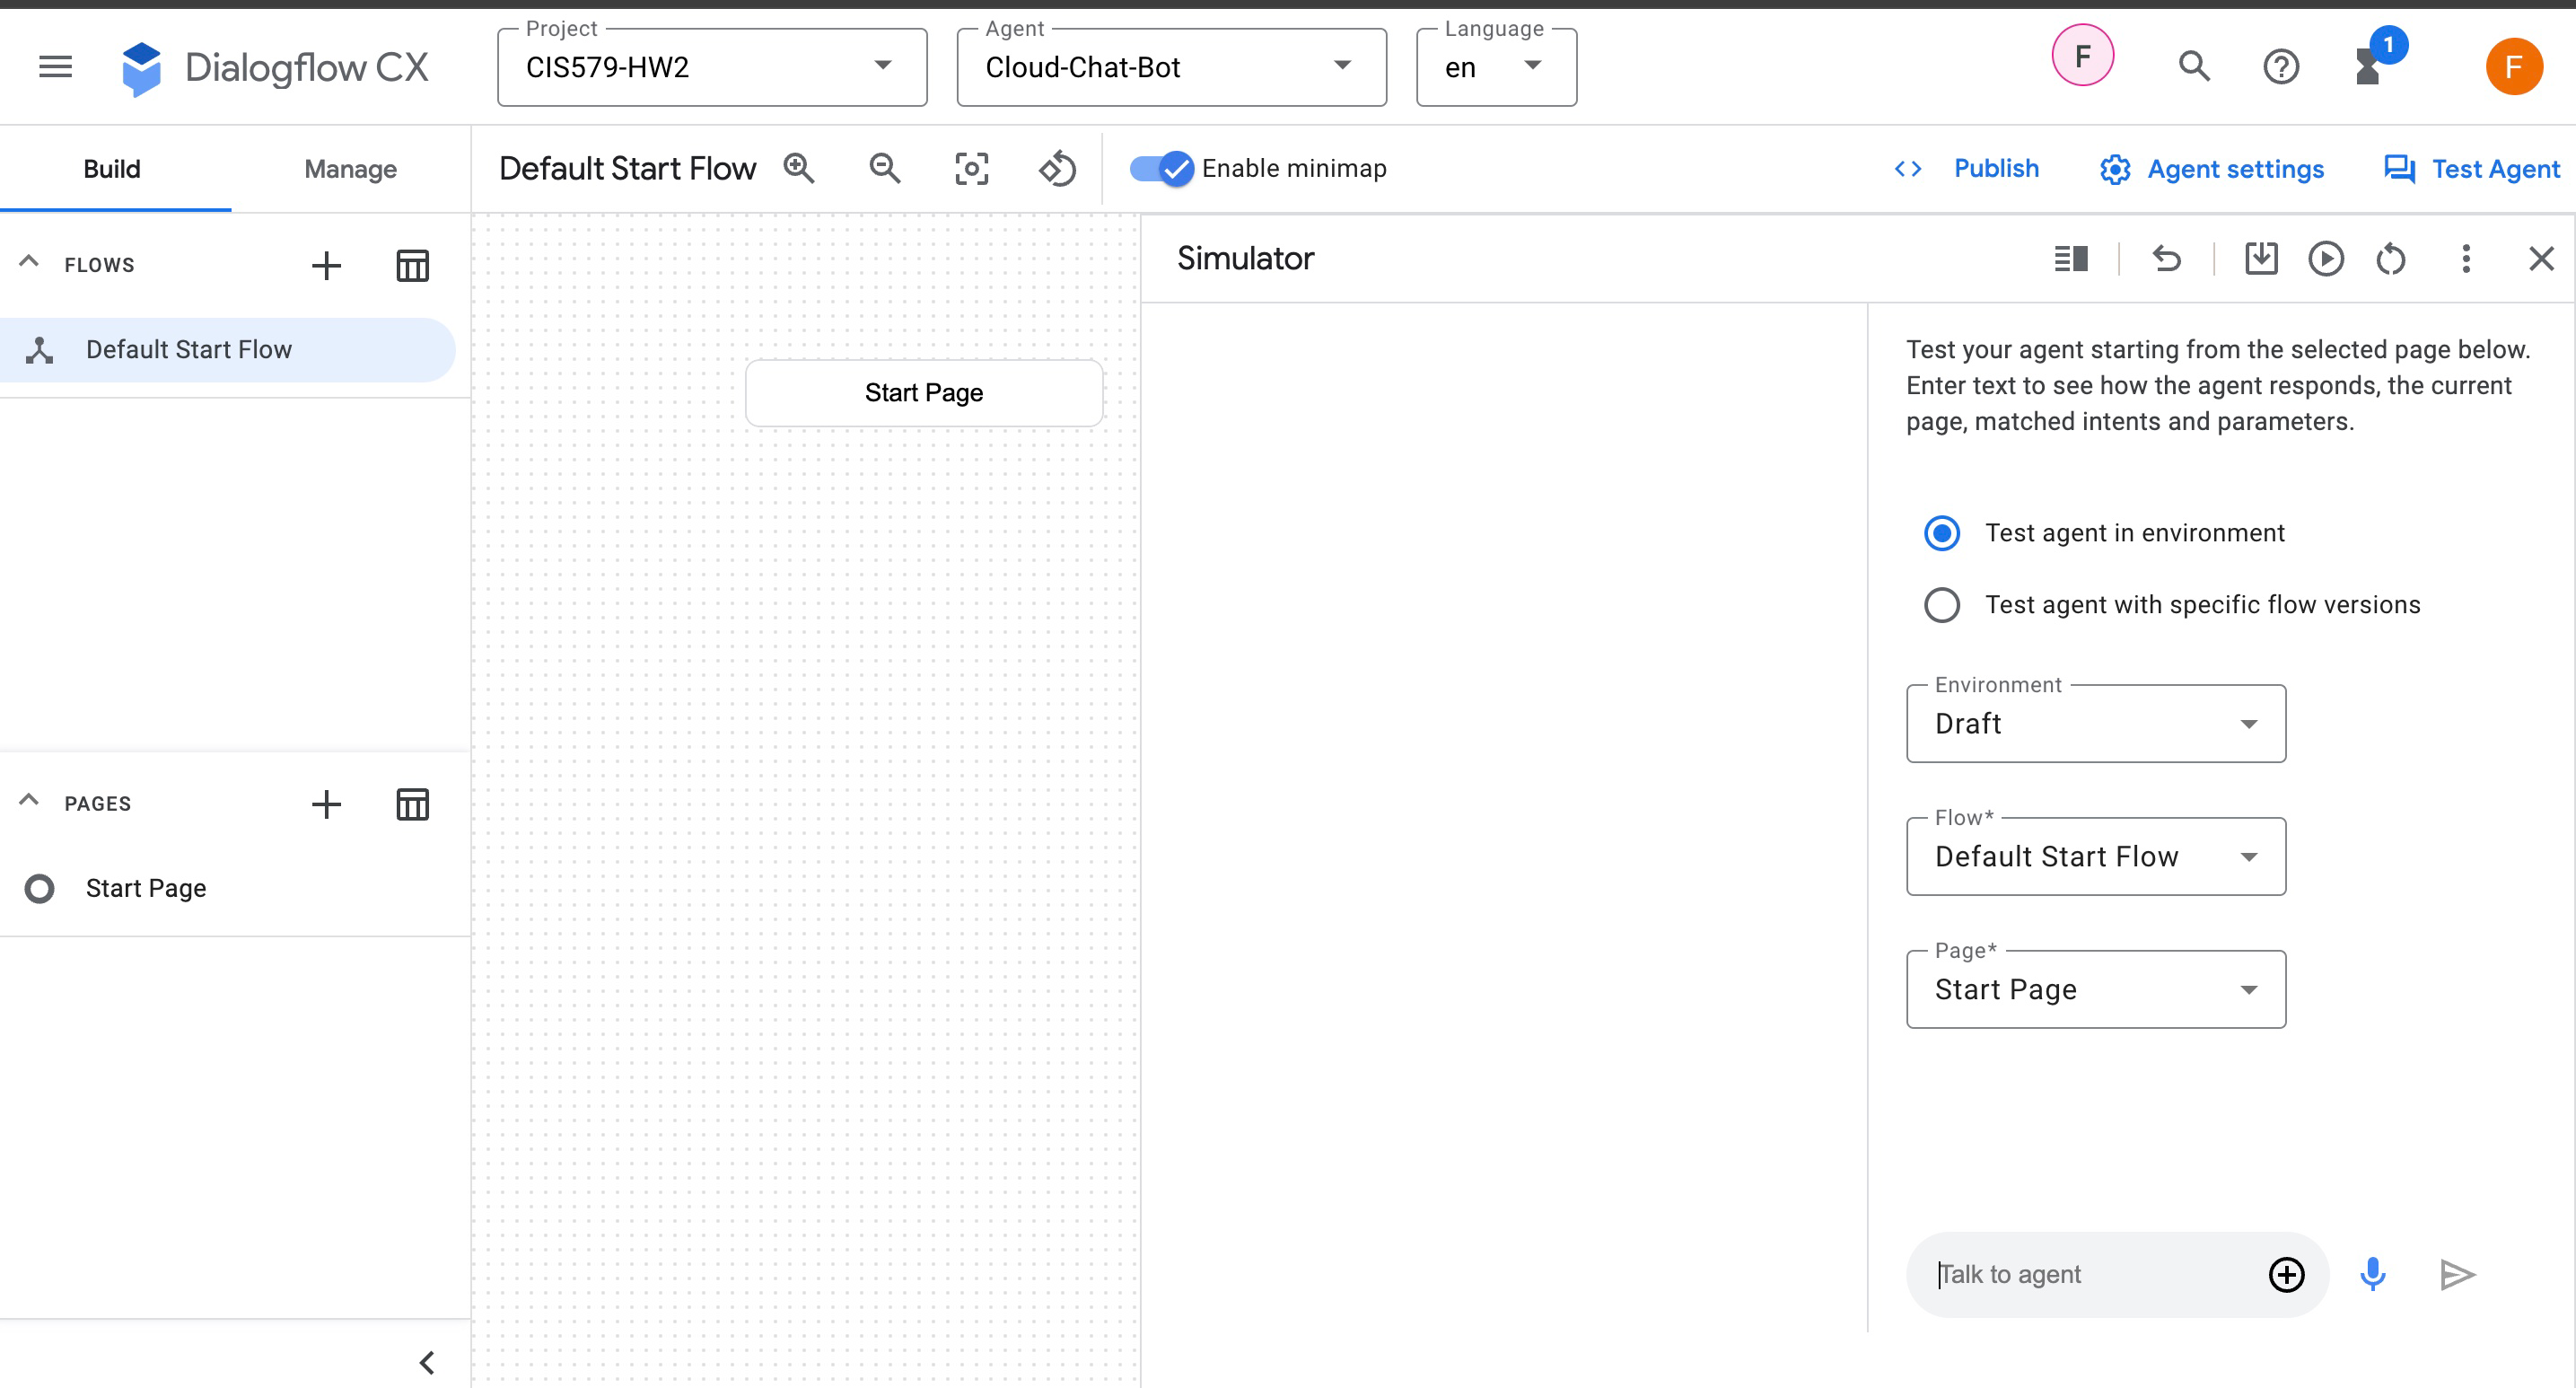 Dialogflow CX
Project
CIS579-HW2
Agent
Cloud-Chat-Bot
Language
en
F
1
F
Build
Manage
Default Start Flow
Enable minimap
Publish
Agent settings
Test Agent
FLOWS
Default Start Flow
PAGES
Start Page
Start Page
Simulator
Test your agent starting from the selected page below.
Enter text to see how the agent responds, the current
page, matched intents and parameters.
Test agent in environment
Test agent with specific flow versions
Environment
Draft
Flow*
Default Start Flow
Page*
Start Page
Talk to agent